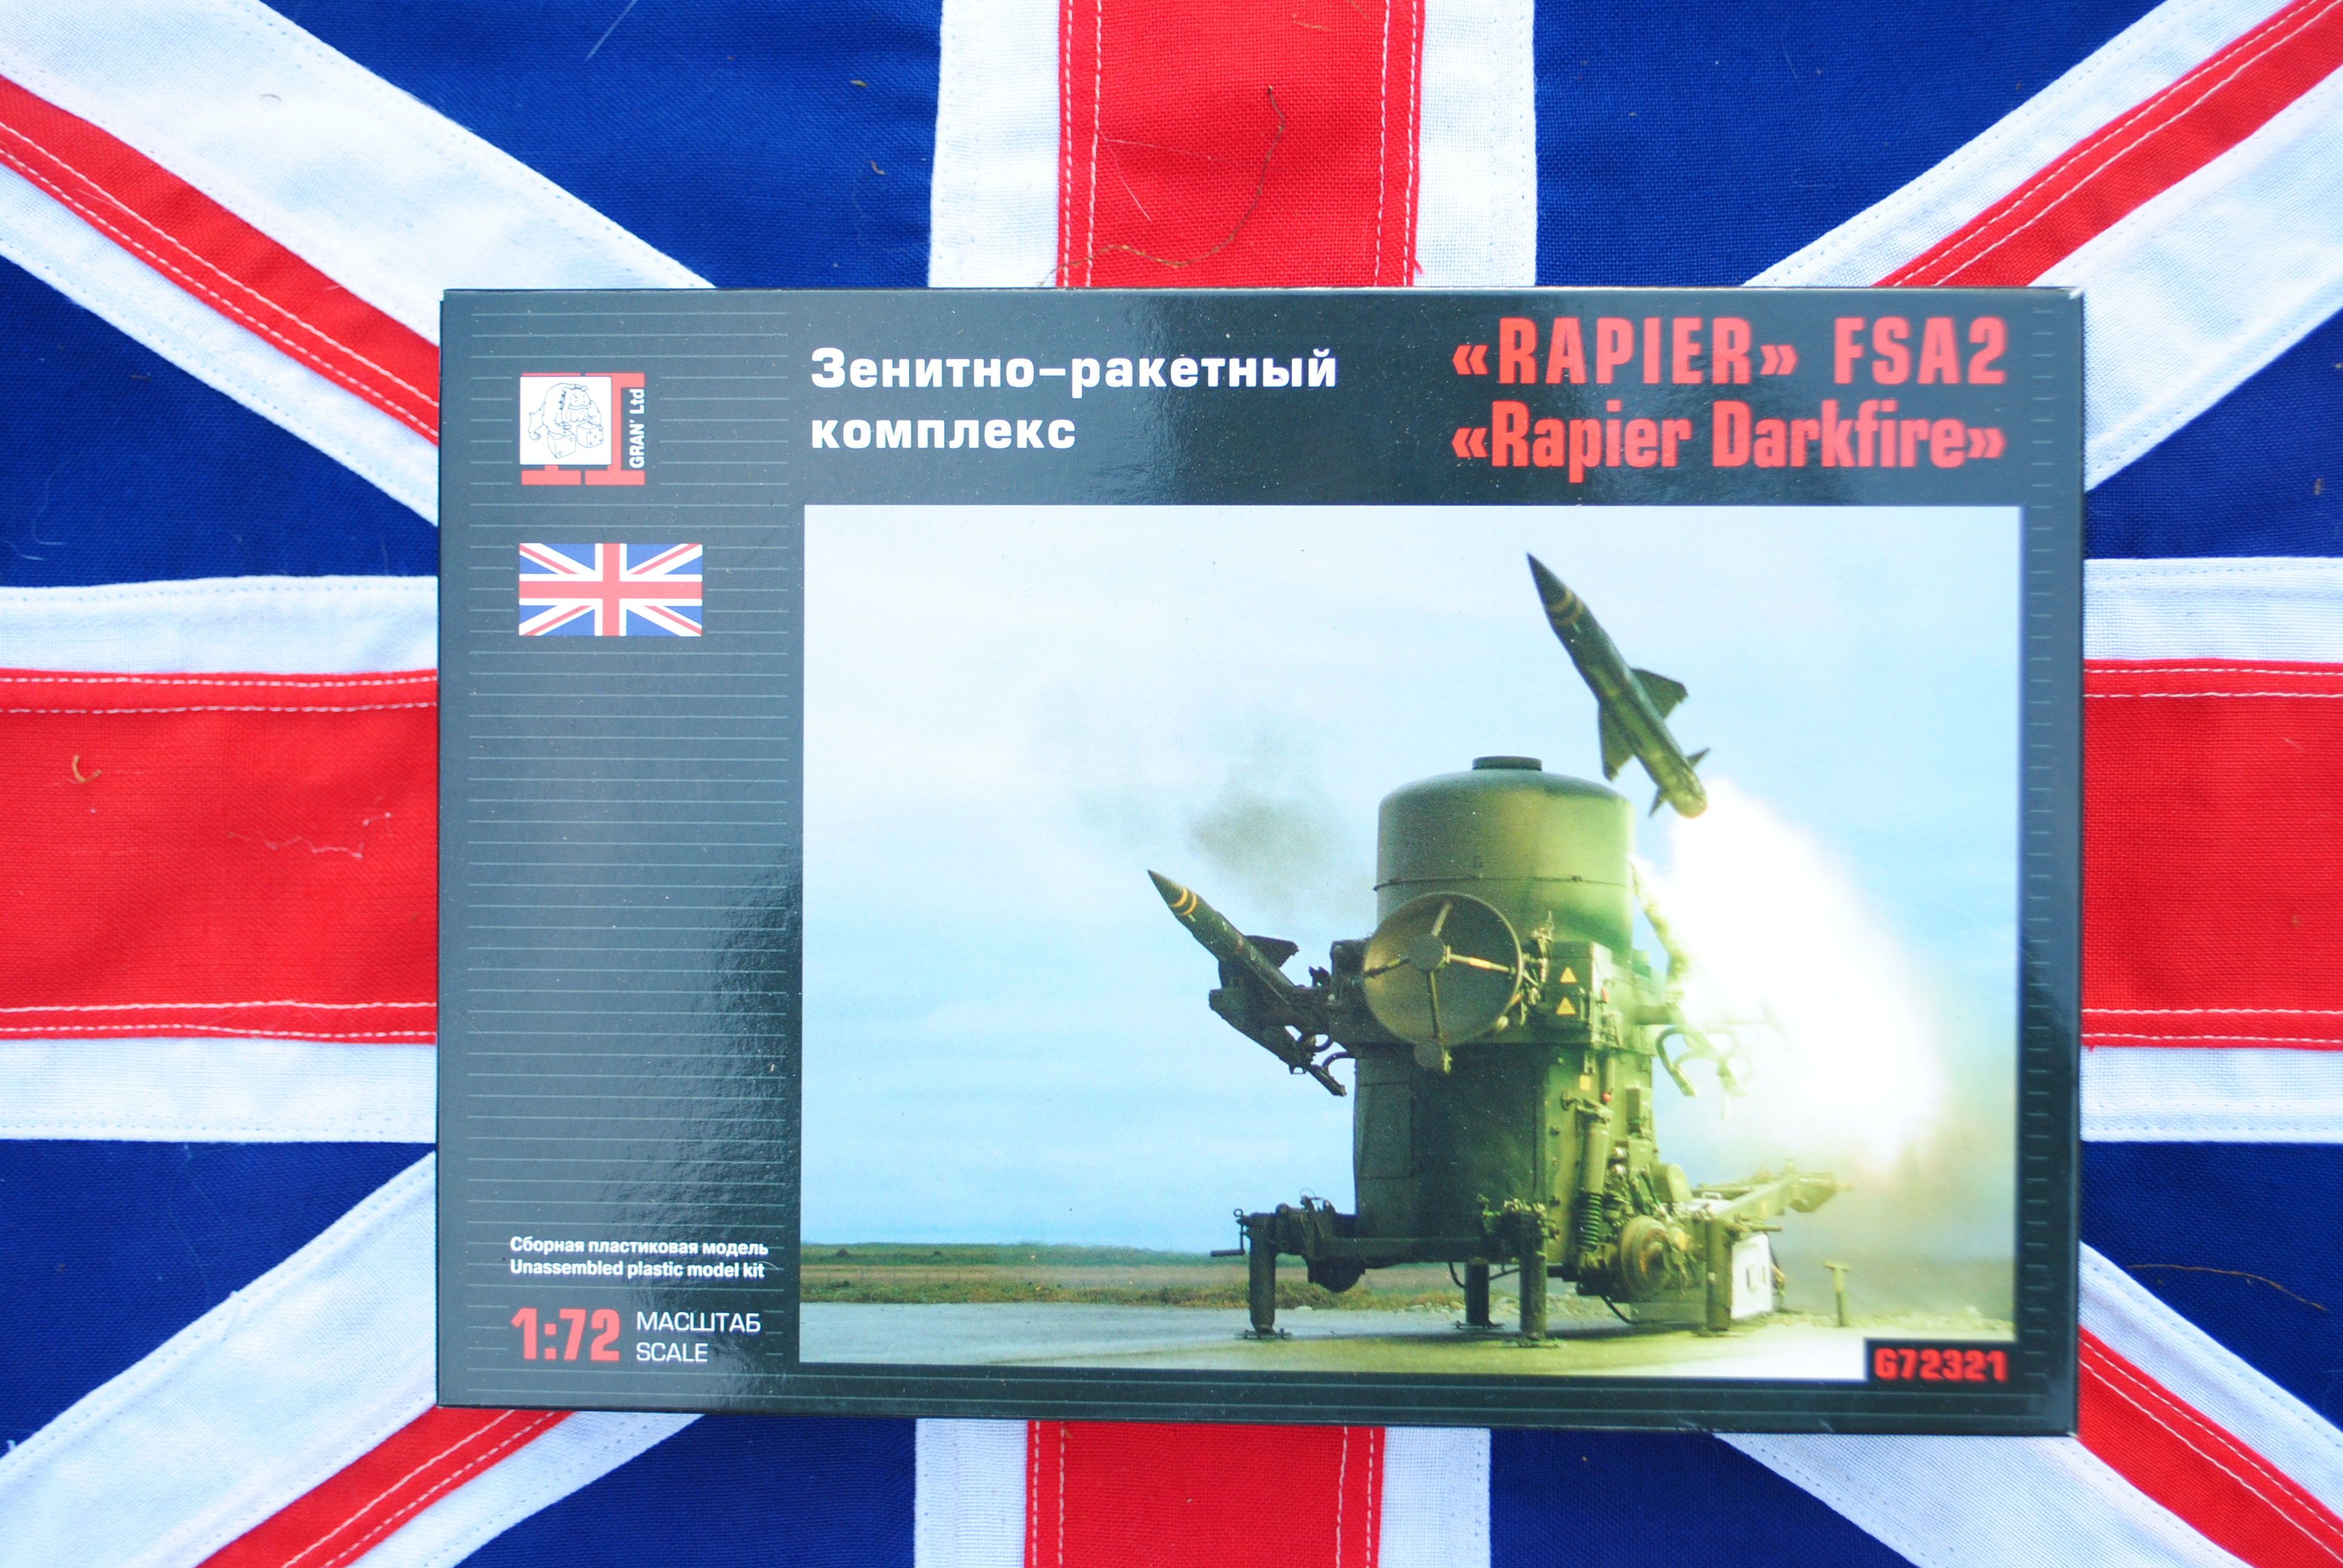 Зенитно-ракетный
комплекс
«RAPIER» FSA2
«Rapier Darkfire»
GRAN' Ltd
Сборная пластиковая модель
Unassembled plastic model kit
1:72
МАСШТАБ
SCALE
G72321